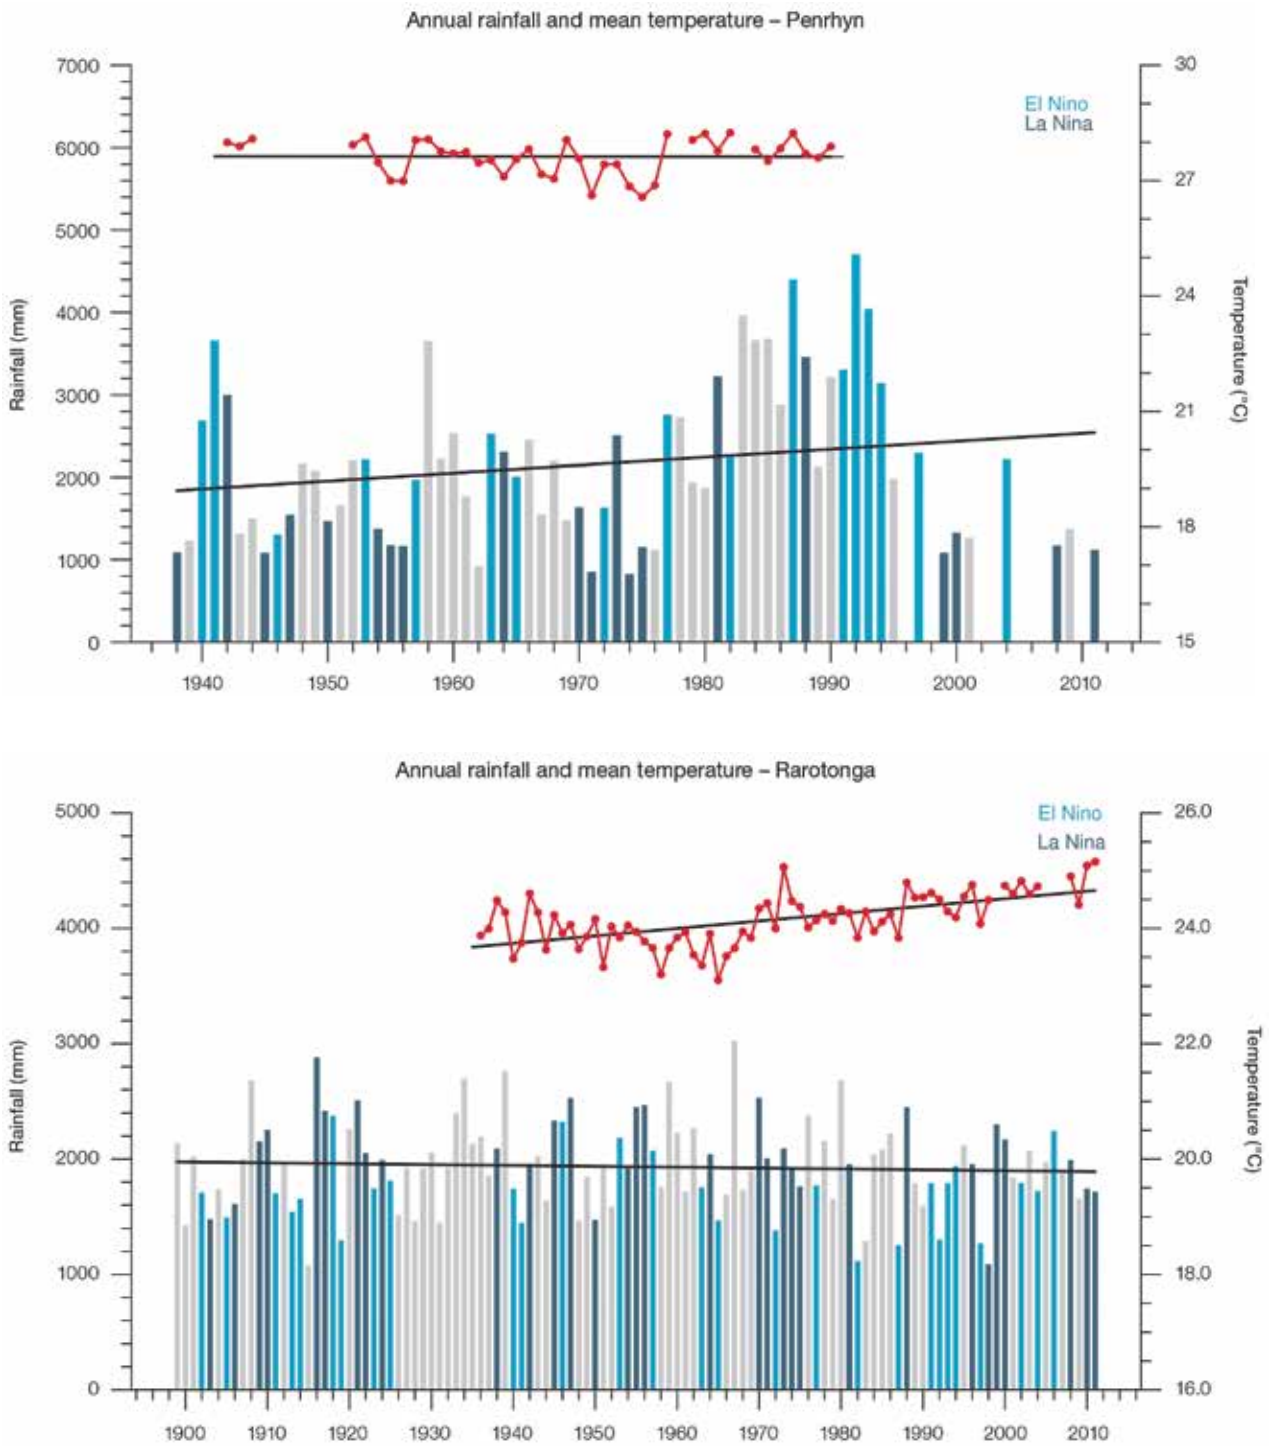 Annual rainfall and mean temperature – Penrhyn
7000
6000
5000
4000
3000
2000
1000
0
Rainfall (mm)
El Nino
La Nina
30
27
24
21
18
15
Temperature (°C)
1940 1950 1960 1970 1980 1990 2000 2010
Annual rainfall and mean temperature – Rarotonga
5000
4000
3000
2000
1000
0
Rainfall (mm)
El Nino
La Nina
26.0
24.0
22.0
20.0
18.0
16.0
Temperature (°C)
1900 1910 1920 1930 1940 1950 1960 1970 1980 1990 2000 2010